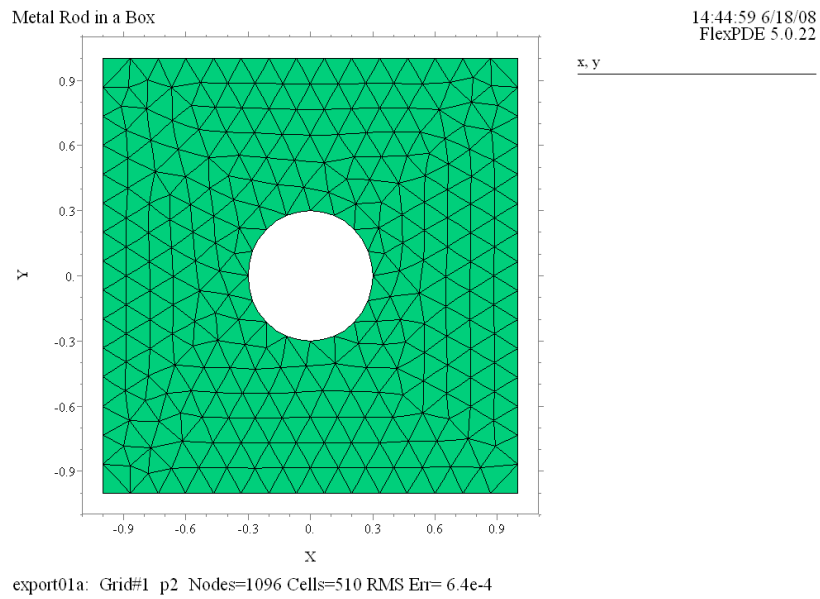 Metal Rod in a Box
14:44:59 6/18/08
FlexPDE 5.0.22
x, y
0.9
0.6
0.3
0.
-0.3
-0.6
-0.9
Y
-0.9 -0.6 -0.3 0. 0.3 0.6 0.9
X
export01a: Grid#1 p2 Nodes=1096 Cells=510 RMS Err= 6.4e-4